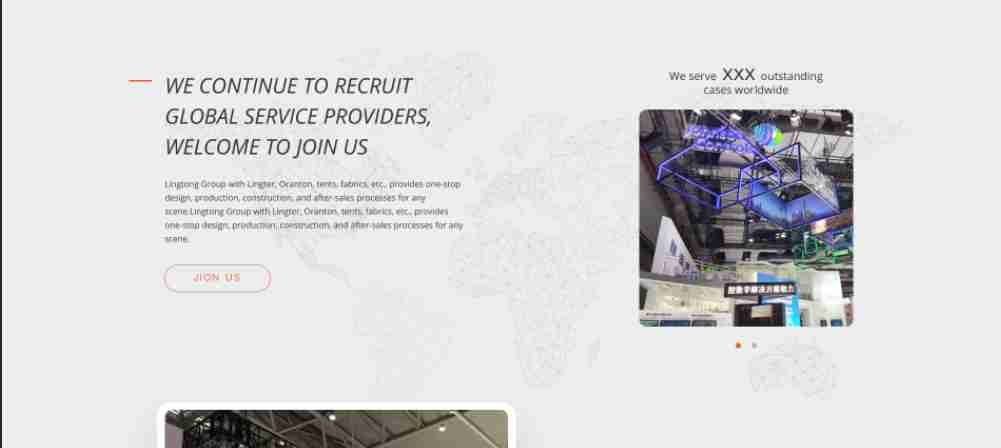 WE CONTINUE TO RECRUIT
GLOBAL SERVICE PROVIDERS,
WELCOME TO JOIN US
Lingtong Group with Lingter, Oranton, tents, fabrics, etc., provides one-stop
design, production, construction, and after-sales processes for any
scene.Lingtong Group with Lingter, Oranton, tents, fabrics, etc., provides
one-stop design, production, construction, and after-sales processes for any
scene.
JION US
We serve XXX outstanding
cases worldwide